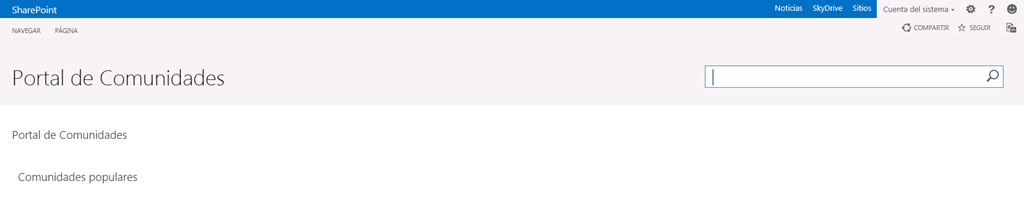 SharePoint Noticias SkyDrive Sitios Cuenta del sistema ?
NAVEGAR PÁGINA COMPARTIR SEGUIR
Portal de Comunidades
Portal de Comunidades
Comunidades populares